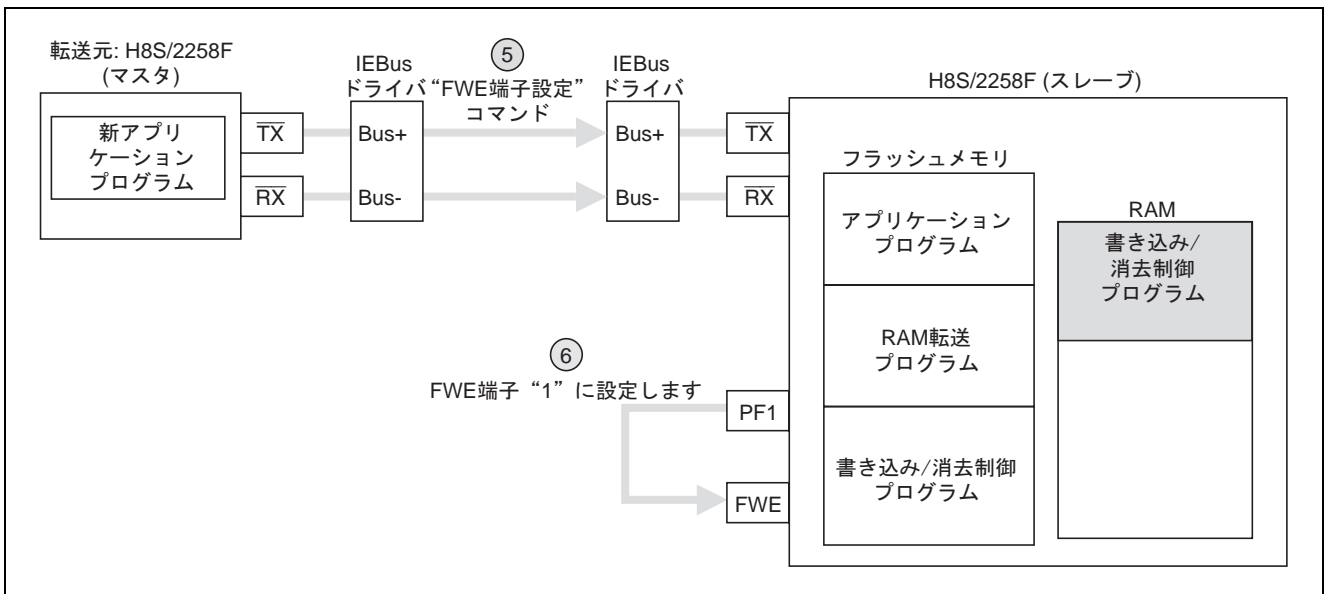 転送元: H8S/2258F
(マスタ)
新アプリ
ケーション
プログラム
TX
RX
IEBus
ドライバ
Bus+
Bus-
5
“FWE端子設定”
コマンド
IEBus
ドライバ
Bus+
Bus-
H8S/2258F (スレーブ)
TX
RX
フラッシュメモリ
アプリケーション
プログラム
RAM転送
プログラム
書き込み/消去制御
プログラム
RAM
書き込み/
消去制御
プログラム
6
FWE端子“1”に設定します
PF1
FWE